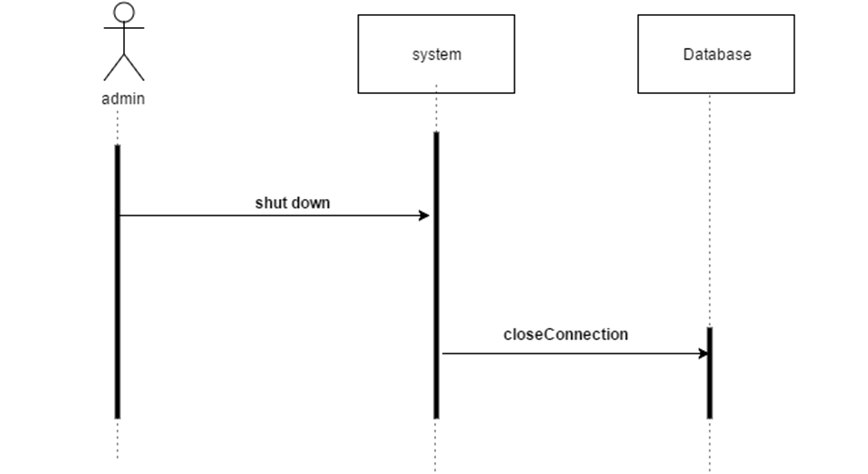 admin
system
Database
shut down
closeConnection